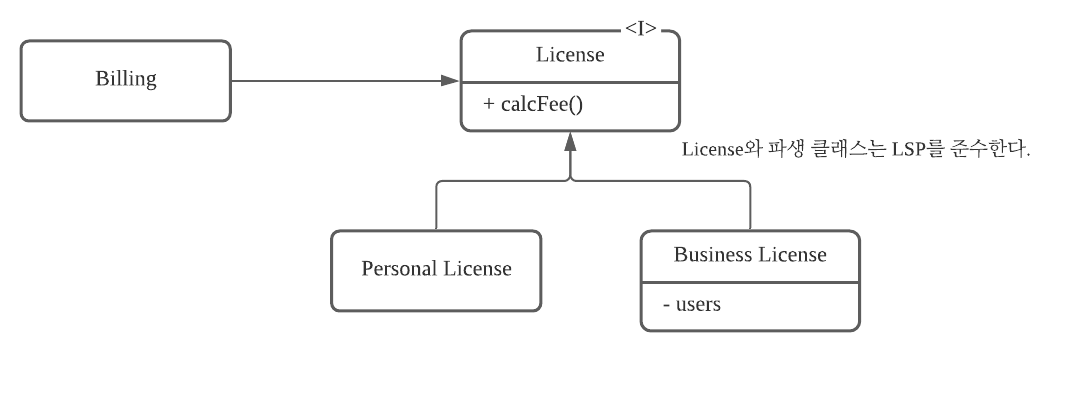 <I>
Billing
License
+ calcFee()
License와 파생 클래스는 LSP를 준수한다.
Personal License
Business License
- users